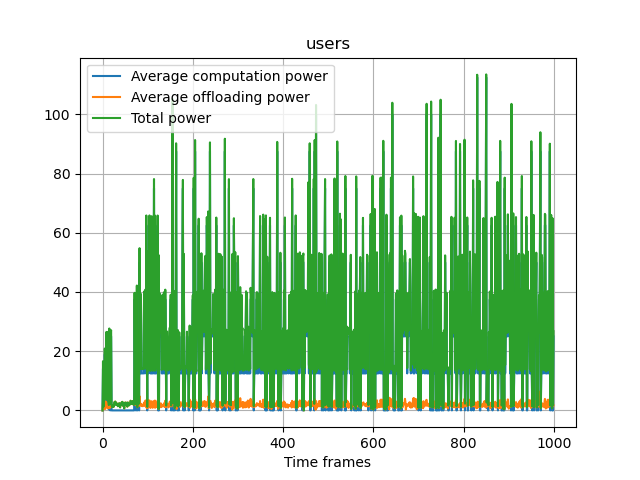 users
Average computation power
Average offloading power
Total power
100
80
60
40
20
0
0 200 400 600 800 1000
Time frames